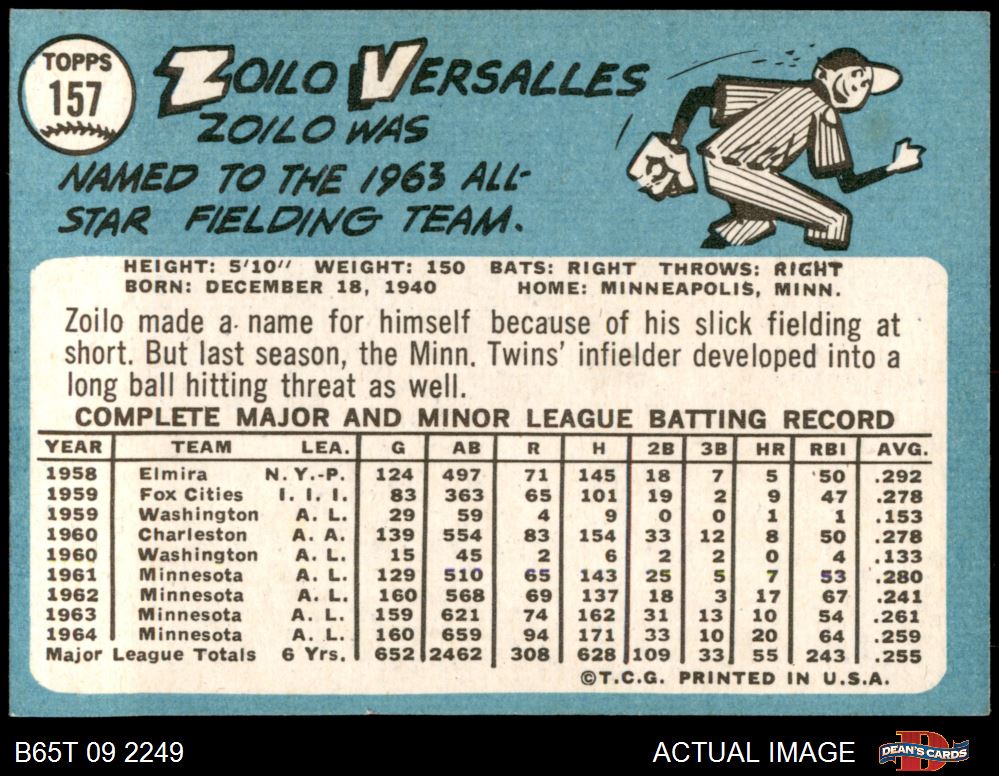 TOPPS
157
ZOILO VERSALLES
ZOILO WAS
NAMED TO THE 1963 ALL-
STAR FIELDING TEAM.
HEIGHT: 5'10" WEIGHT: 150 BATS: RIGHT THROWS: RIGHT
BORN: DECEMBER 18, 1940 HOME: MINNEAPOLIS, MINN.
Zoilo made a name for himself because of his slick fielding at
short. But last season, the Minn. Twins' infielder developed into a
long ball hitting threat as well.
COMPLETE MAJOR AND MINOR LEAGUE BATTING RECORD
YEAR TEAM LEA. G AB R H 2B 3B HR RBI AVG.
1958 Elmira N.Y.-P. 124 497 71 145 18 7 5 50 .292
1959 Fox Cities I. I. I. 83 363 65 101 19 2 9 47 .278
1959 Washington A. L. 29 59 4 9 0 0 1 1 .153
1960 Charleston A. A. 139 554 83 154 33 12 8 50 .278
1960 Washington A. L. 15 45 2 6 2 2 0 4 .133
1961 Minnesota A. L. 129 510 65 143 25 5 7 53 .280
1962 Minnesota A. L. 160 568 69 137 18 3 17 67 .241
1963 Minnesota A. L. 159 621 74 162 31 13 10 54 .261
1964 Minnesota A. L. 160 659 94 171 33 10 20 64 .259
Major League Totals 6 Yrs. 652 2462 308 628 109 33 55 243 .255
©T.C.G. PRINTED IN U.S.A.
B65T 09 2249 ACTUAL IMAGE DEAN'S CARDS